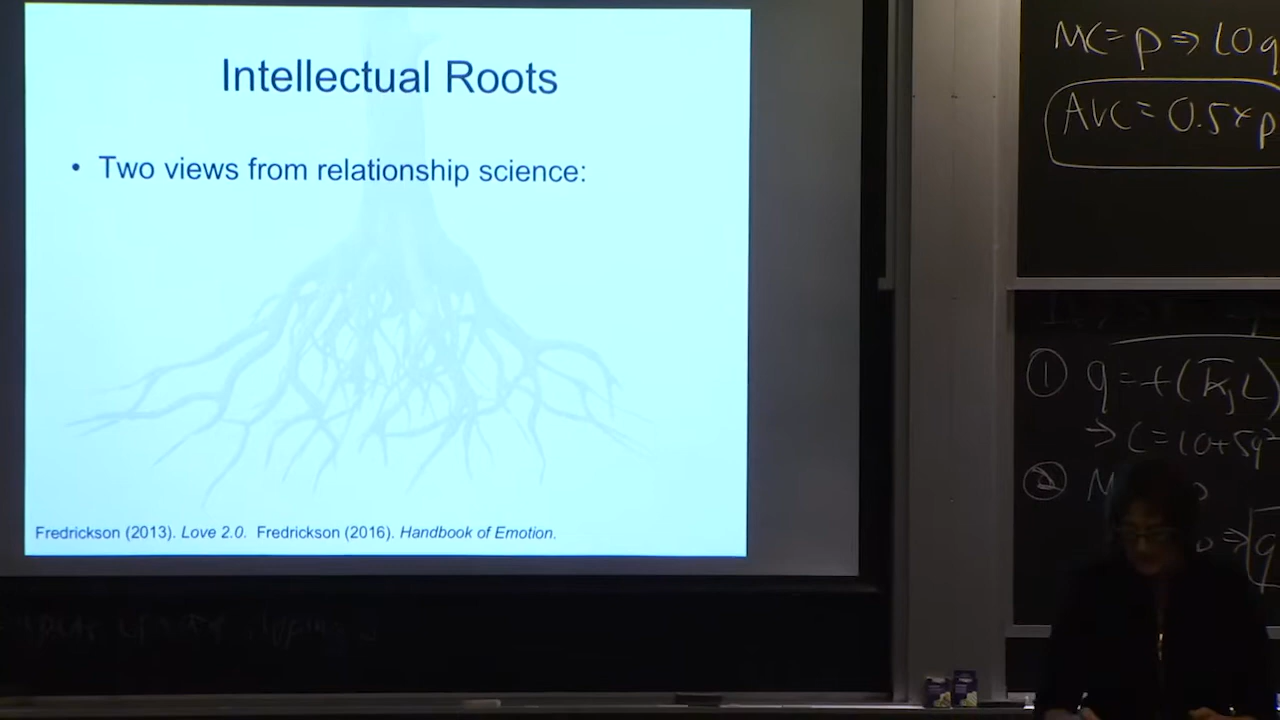 Intellectual Roots
• Two views from relationship science:
Fredrickson (2013). Love 2.0. Fredrickson (2016). Handbook of Emotion.
MC = p ⇒ 10q
AVC = 0.5 × p
① q = f(K̄, L)
→ C = 10 + 5q²
② M
⇒ q